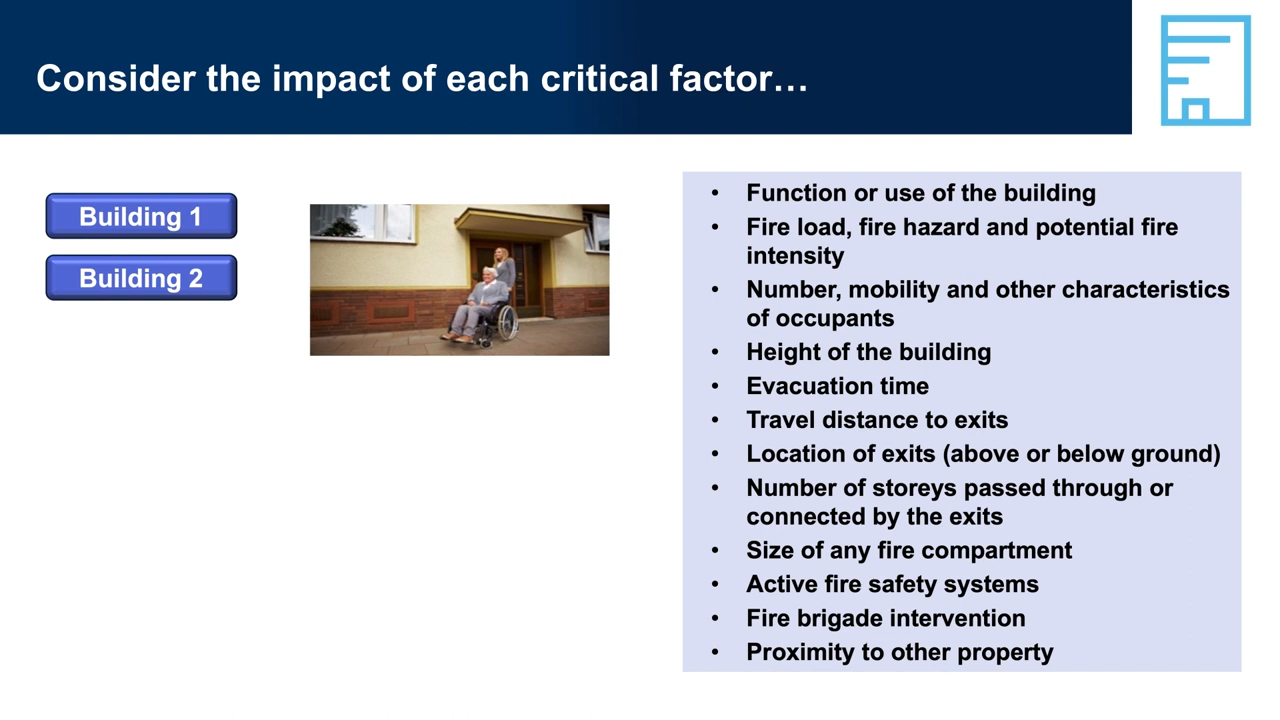 Consider the impact of each critical factor…
Building 1
Building 2
• Function or use of the building
• Fire load, fire hazard and potential fire
intensity
• Number, mobility and other characteristics
of occupants
• Height of the building
• Evacuation time
• Travel distance to exits
• Location of exits (above or below ground)
• Number of storeys passed through or
connected by the exits
• Size of any fire compartment
• Active fire safety systems
• Fire brigade intervention
• Proximity to other property